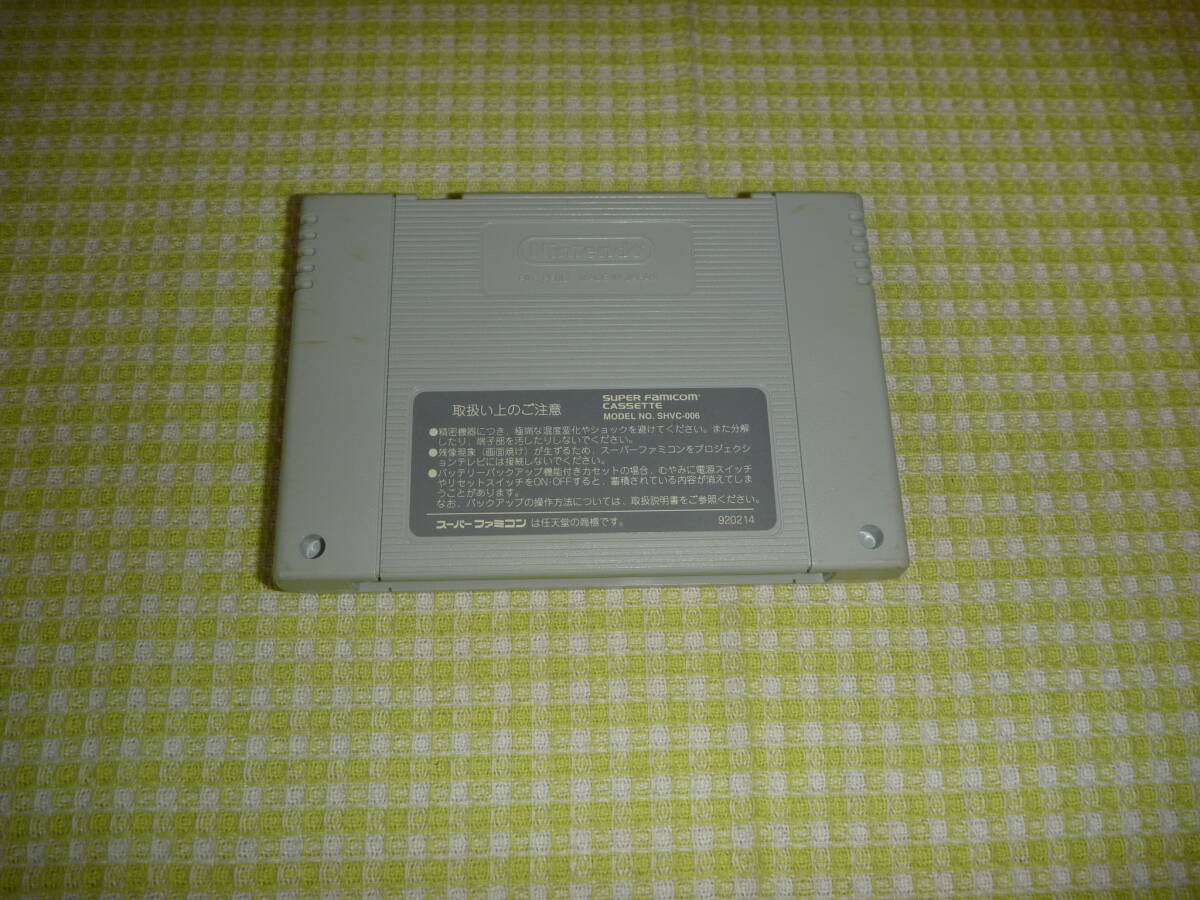 Nintendo
MADE IN JAPAN
取扱い上のご注意
SUPER FAMICOM
CASSETTE
MODEL NO. SHVC-006
●精密機器につき、極端な温度変化やショックを避けてください。また分解
したり、端子部を汚したりしないでください。
●残像現象（画面焼け）が生ずるため、スーパーファミコンをプロジェクシ
ョンテレビには接続しないでください。
●バッテリーバックアップ機能付きカセットの場合、むやみに電源スイッチ
やリセットスイッチをON・OFFすると、蓄積されている内容が消えてしま
うことがあります。
なお、バックアップの操作方法については、取扱説明書をご参照ください。
スーパーファミコン は任天堂の商標です。
920214